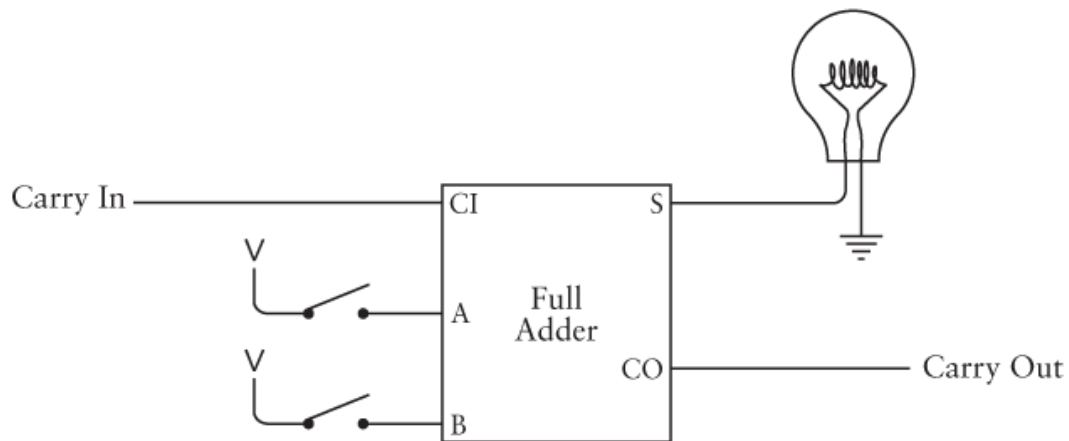 Carry In
CI
S
V
A
Full
Adder
V
CO
Carry Out
B